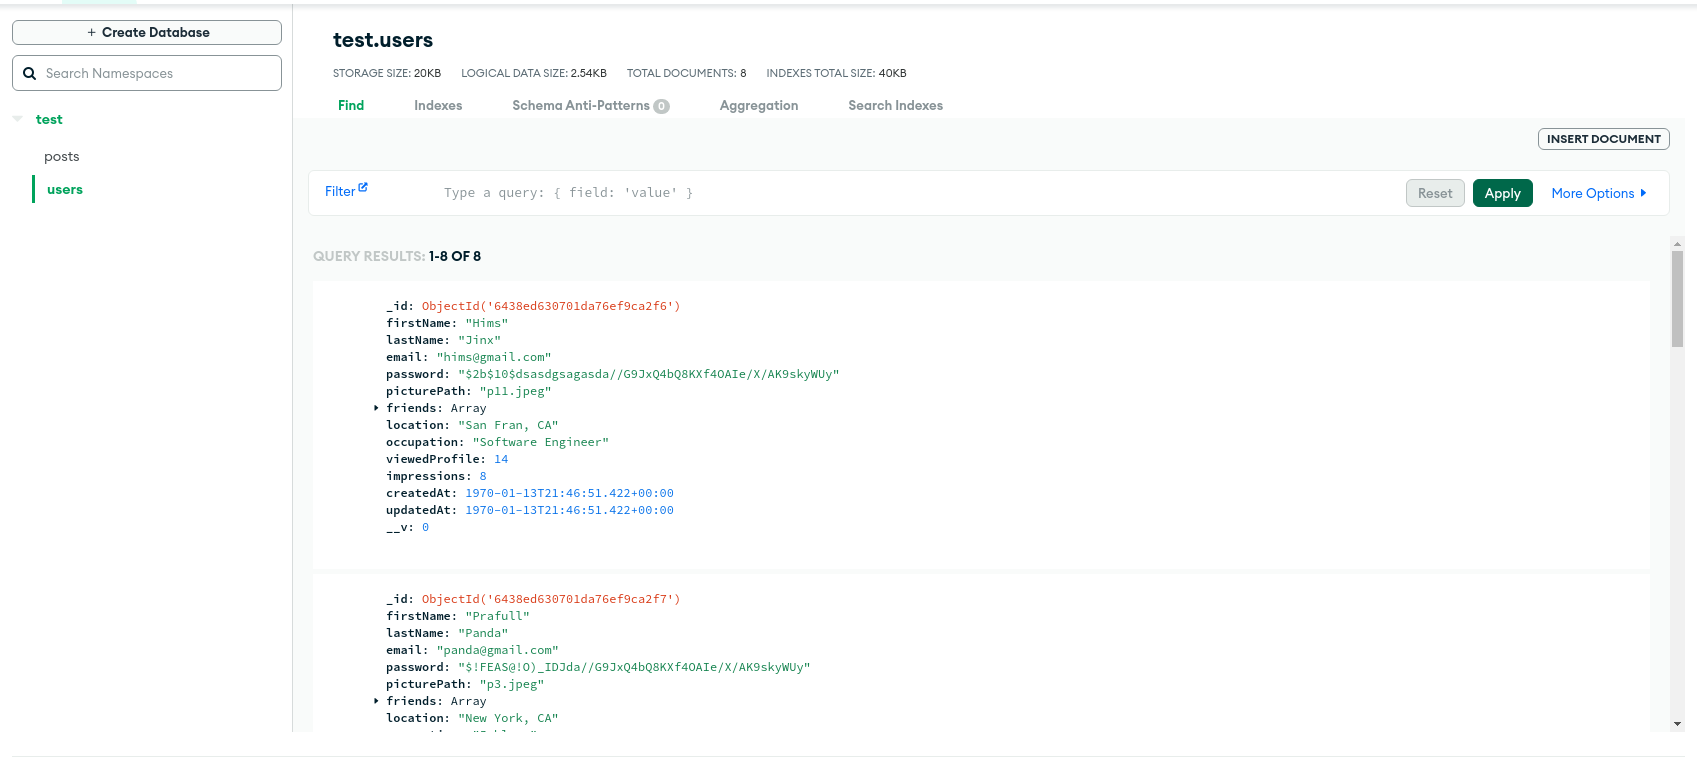 + Create Database
Search Namespaces
test
posts
users
test.users
STORAGE SIZE: 20KB LOGICAL DATA SIZE: 2.54KB TOTAL DOCUMENTS: 8 INDEXES TOTAL SIZE: 40KB
Find Indexes Schema Anti-Patterns 0 Aggregation Search Indexes
INSERT DOCUMENT
Filter Type a query: { field: 'value' } Reset Apply More Options
QUERY RESULTS: 1-8 OF 8
_id: ObjectId('6438ed630701da76ef9ca2f6')
firstName: "Hims"
lastName: "Jinx"
email: "hims@gmail.com"
password: "$2b$10$dsasdgsagasda//G9JxQ4bQ8KXf4OAIe/X/AK9skyWUy"
picturePath: "p11.jpeg"
friends: Array
location: "San Fran, CA"
occupation: "Software Engineer"
viewedProfile: 14
impressions: 8
createdAt: 1970-01-13T21:46:51.422+00:00
updatedAt: 1970-01-13T21:46:51.422+00:00
__v: 0
_id: ObjectId('6438ed630701da76ef9ca2f7')
firstName: "Prafull"
lastName: "Panda"
email: "panda@gmail.com"
password: "$!FEAS@!O)_IDJda//G9JxQ4bQ8KXf4OAIe/X/AK9skyWUy"
picturePath: "p3.jpeg"
friends: Array
location: "New York, CA"